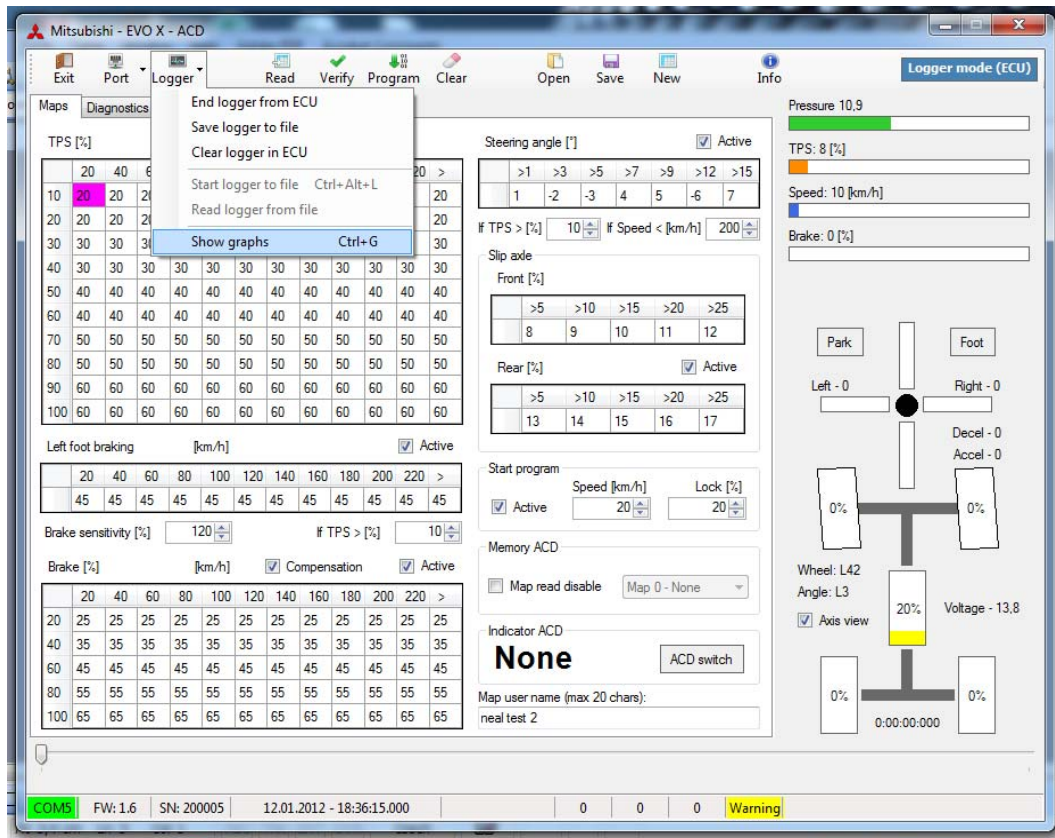 Mitsubishi - EVO X - ACD
Exit Port Logger Read Verify Program Clear Open Save New Info
Logger mode (ECU)
Maps Diagnostics
End logger from ECU
Save logger to file
Clear logger in ECU
Start logger to file Ctrl+Alt+L
Read logger from file
Show graphs Ctrl+G
TPS [%]
20 40 >
10 20 20
20 20 20 20
30 30 30 30
40 30 30 30 30 30 30 30 30 30 30 30 30
50 40 40 40 40 40 40 40 40 40 40 40 40
60 40 40 40 40 40 40 40 40 40 40 40 40
70 50 50 50 50 50 50 50 50 50 50 50 50
80 50 50 50 50 50 50 50 50 50 50 50 50
90 60 60 60 60 60 60 60 60 60 60 60 60
100 60 60 60 60 60 60 60 60 60 60 60 60
Left foot braking [km/h] Active
20 40 60 80 100 120 140 160 180 200 220 >
45 45 45 45 45 45 45 45 45 45 45 45
Brake sensitivity [%] 120 If TPS > [%] 10
Brake [%] [km/h] Compensation Active
20 40 60 80 100 120 140 160 180 200 220 >
20 25 25 25 25 25 25 25 25 25 25 25 25
40 35 35 35 35 35 35 35 35 35 35 35 35
60 45 45 45 45 45 45 45 45 45 45 45 45
80 55 55 55 55 55 55 55 55 55 55 55 55
100 65 65 65 65 65 65 65 65 65 65 65 65
Steering angle [°] Active
>1 >3 >5 >7 >9 >12 >15
1 -2 -3 4 5 -6 7
If TPS > [%] 10 If Speed < [km/h] 200
Slip axle
Front [%]
>5 >10 >15 >20 >25
8 9 10 11 12
Rear [%] Active
>5 >10 >15 >20 >25
13 14 15 16 17
Start program
Speed [km/h] Lock [%]
Active 20 20
Memory ACD
Map read disable Map 0 - None
Indicator ACD
None ACD switch
Map user name (max 20 chars):
neal test 2
Pressure 10,9
TPS: 8 [%]
Speed: 10 [km/h]
Brake: 0 [%]
Park Foot
Left - 0 Right - 0
Decel - 0
Accel - 0
0% 0%
Wheel: L42
Angle: L3
Axis view 20% Voltage - 13,8
0% 0%
0:00:00:000
COM5 FW: 1.6 SN: 200005 12.01.2012 - 18:36:15.000 0 0 0 Warning